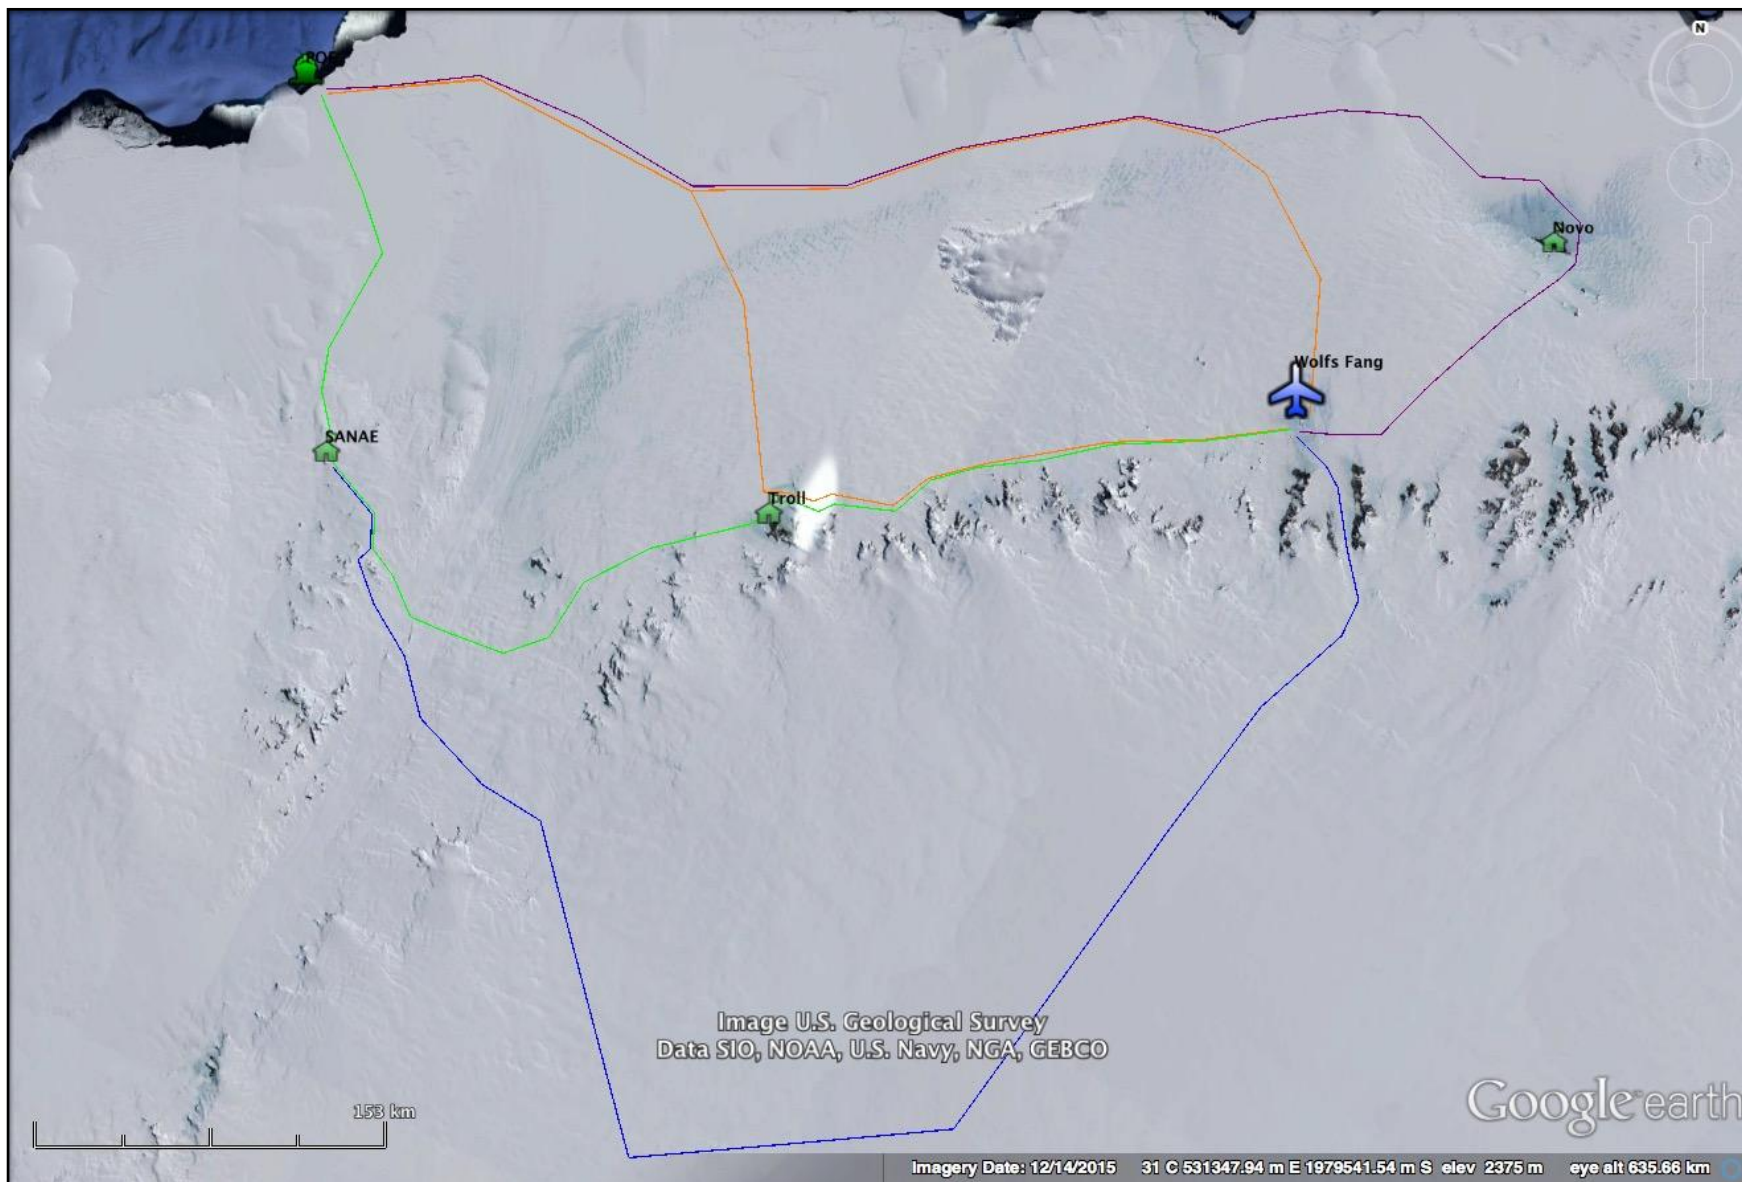 N
Novo
Wolfs Fang
SANAE
Troll
Image U.S. Geological Survey
Data SIO, NOAA, U.S. Navy, NGA, GEBCO
Google earth
153 km
Imagery Date: 12/14/2015 31 C 531347.94 m E 1979541.54 m S elev 2375 m eye alt 635.66 km